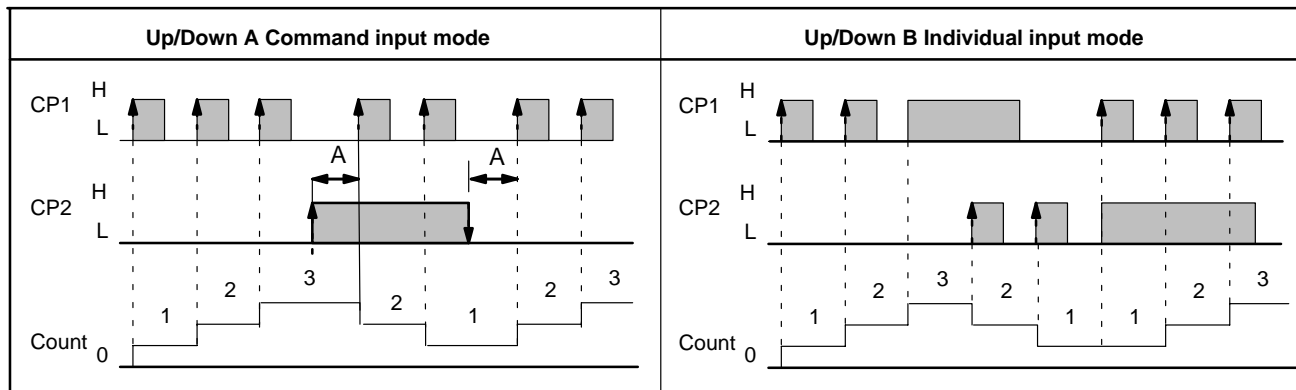 Up/Down A Command input mode
Up/Down B Individual input mode
CP1 H
L
A A
CP2 H
L
1 2 3 2 1 2 3
Count 0
CP1 H
L
CP2 H
L
1 2 3 2 1 1 2 3
Count 0